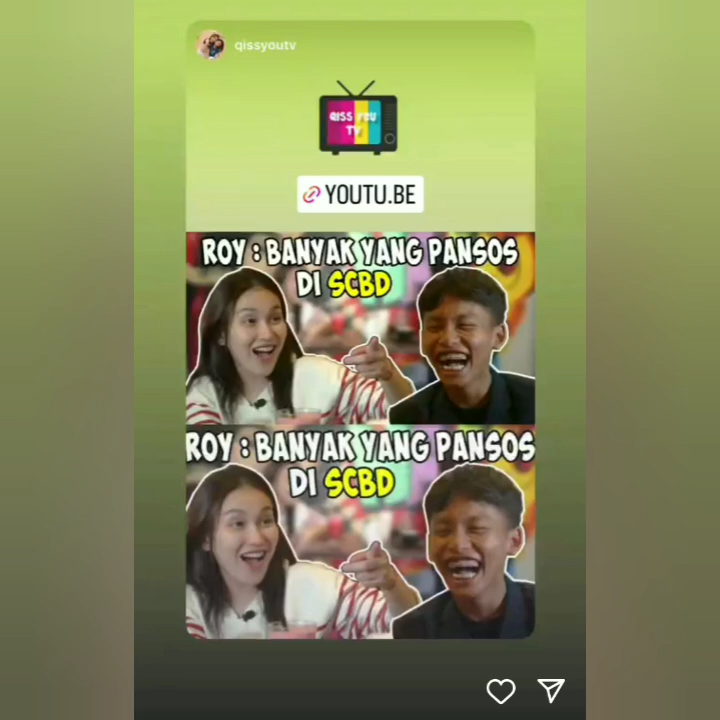 qissyoutv
QISS YOU
TV
YOUTU.BE
ROY : BANYAK YANG PANSOS
DI SCBD
ROY : BANYAK YANG PANSOS
DI SCBD